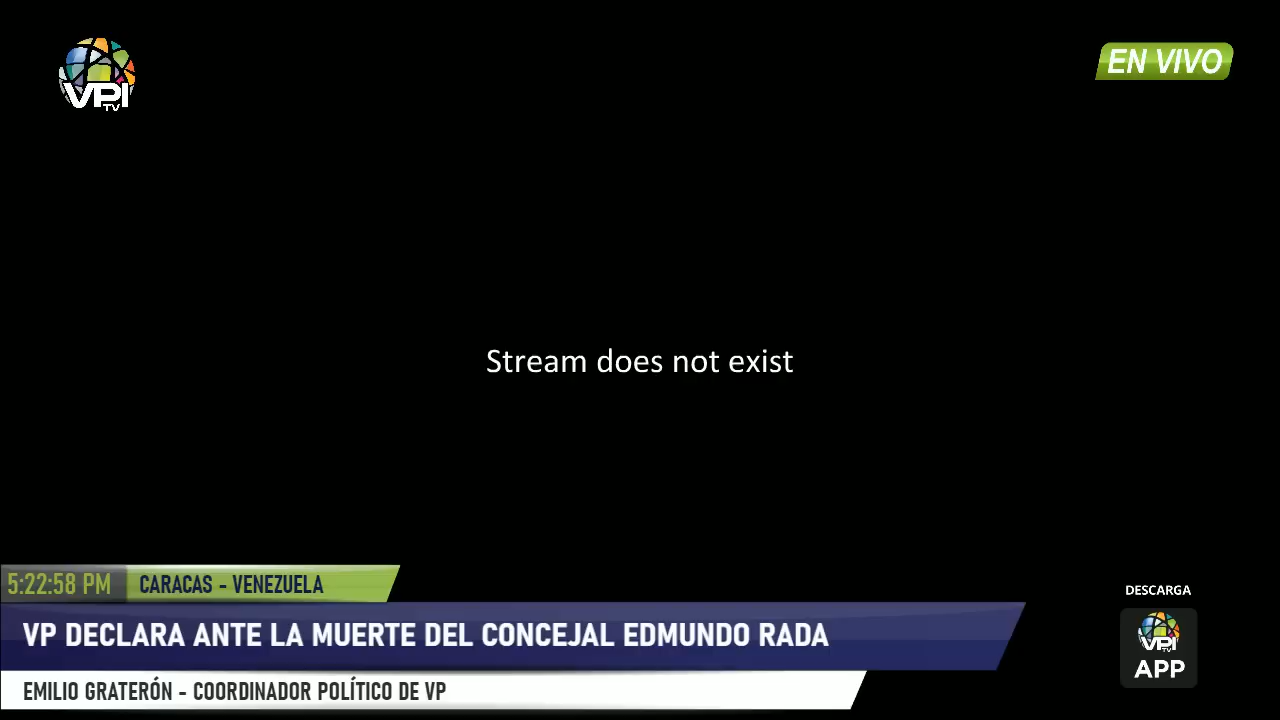 VPI
TV
EN VIVO
Stream does not exist
5:22:58 PM CARACAS - VENEZUELA
VP DECLARA ANTE LA MUERTE DEL CONCEJAL EDMUNDO RADA
EMILIO GRATERÓN - COORDINADOR POLÍTICO DE VP
DESCARGA
VPI
TV
APP